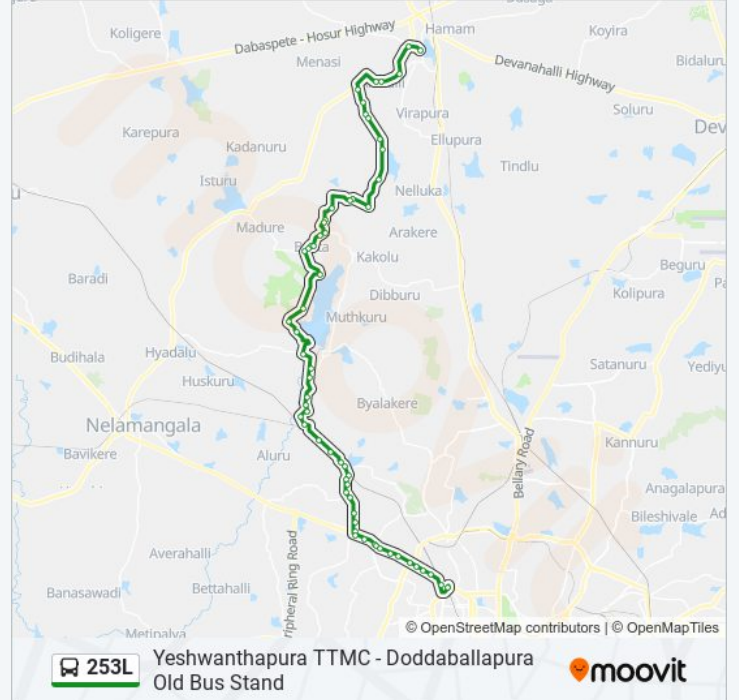 Koligere
Dabaspete - Hosur Highway
Hamam
Koyira
Menasi
Devanahalli Highway
Bidaluru
Soluru
Virapura
Karepura
Kadanuru
Ellupura
Dev
Tindlu
Isturu
Nelluka
Madure
Arakere
Kakolu
Beguru
Baradi
Dibburu
Kolipura
Pa
Muthkuru
Budihala
Hyadalu
Satanuru
Yediyu
Huskuru
Byalakere
Nelamangala
Kannuru
Bavikere
Aluru
Bellary Road
Anagalapura
Bileshivale
Ad
Averahalli
ripheral Ring Road
Banasawadi
Bettahalli
Metipalya
© OpenStreetMap contributors | © OpenMapTiles
253L
Yeshwanthapura TTMC - Doddaballapura
Old Bus Stand
moovit